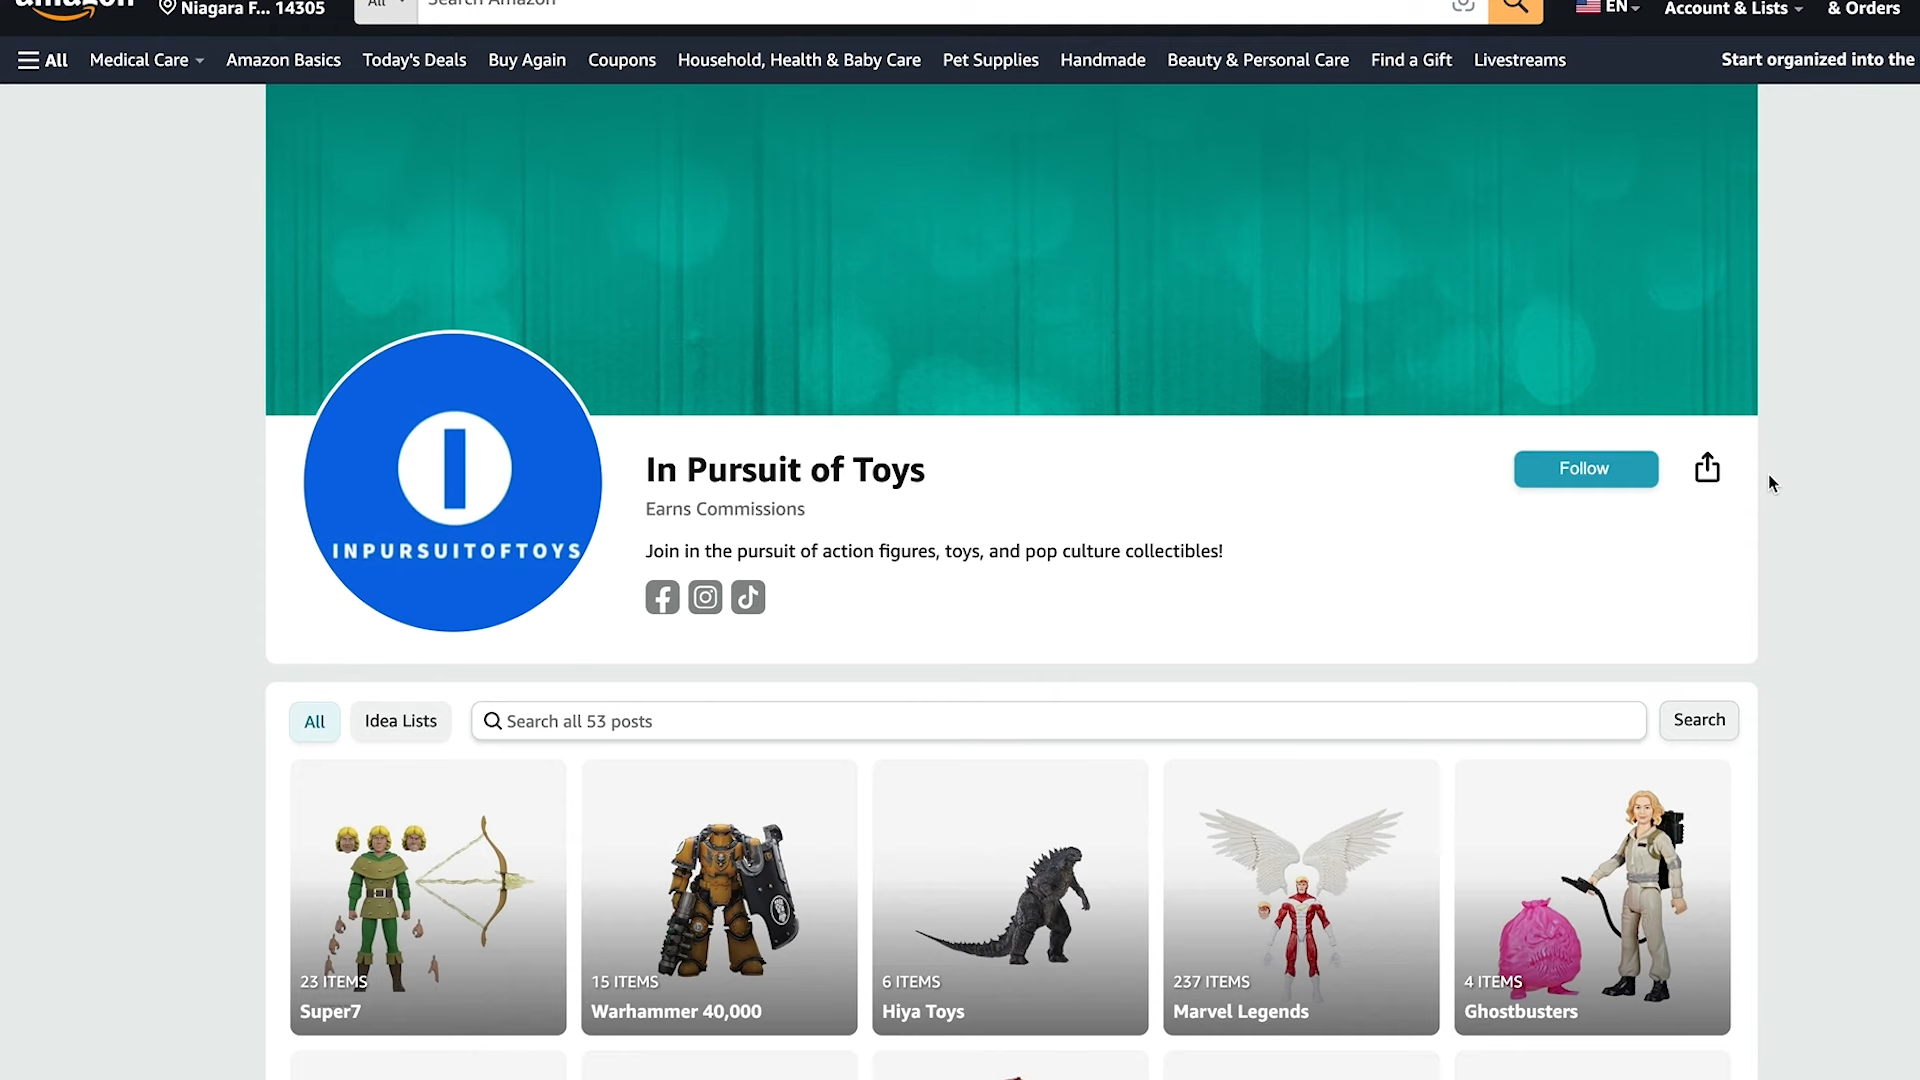 amazon
Niagara F... 14305
All
Search Amazon
EN
Account & Lists
& Orders
All
Medical Care
Amazon Basics
Today's Deals
Buy Again
Coupons
Household, Health & Baby Care
Pet Supplies
Handmade
Beauty & Personal Care
Find a Gift
Livestreams
Start organized into the
INPURSUITOFTOYS
In Pursuit of Toys
Follow
Earns Commissions
Join in the pursuit of action figures, toys, and pop culture collectibles!
All
Idea Lists
Search all 53 posts
Search
23 ITEMS
Super7
15 ITEMS
Warhammer 40,000
6 ITEMS
Hiya Toys
237 ITEMS
Marvel Legends
4 ITEMS
Ghostbusters